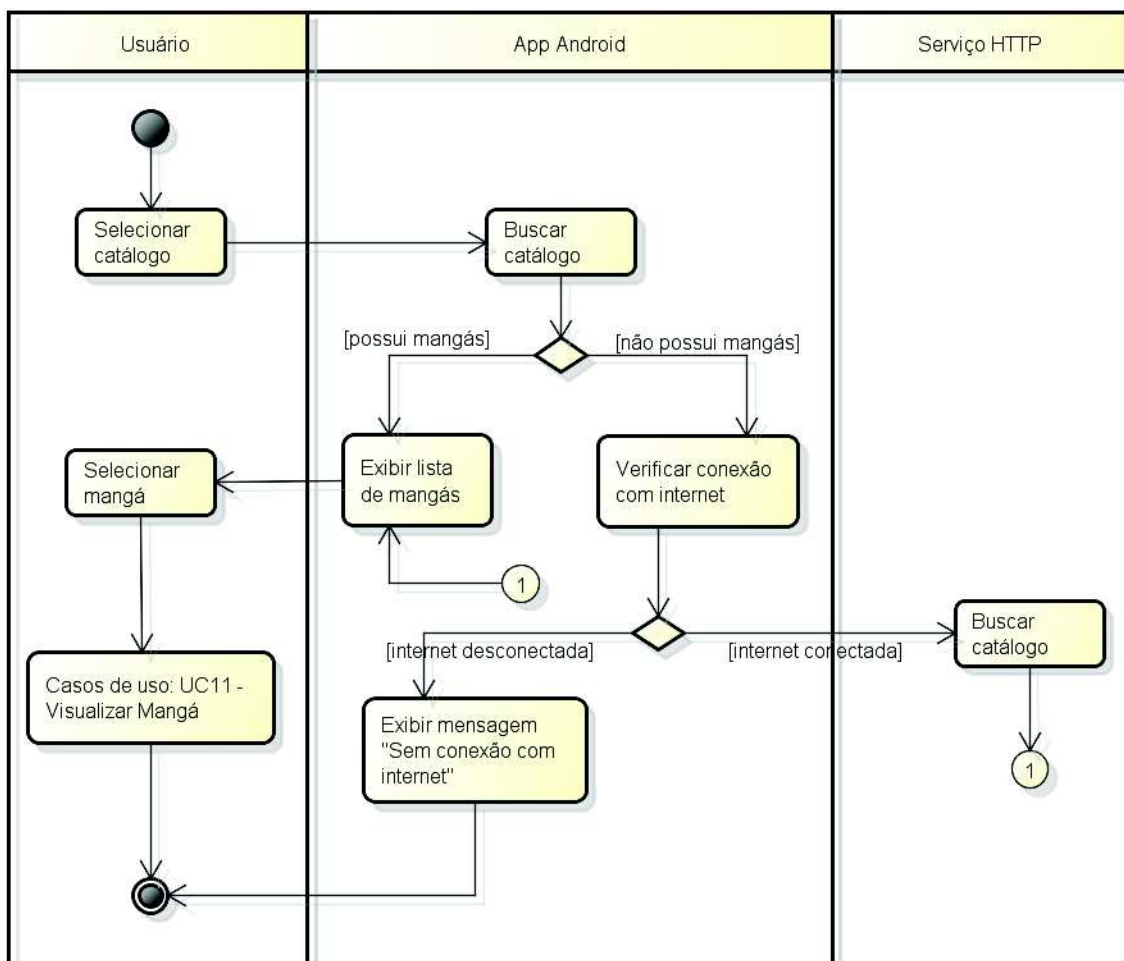 Usuário
App Android
Serviço HTTP
Selecionar
catálogo
Buscar
catálogo
[possui mangás]
[não possui mangás]
Selecionar
mangá
Exibir lista
de mangás
Verificar conexão
com internet
1
Buscar
catálogo
[internet desconectada]
[internet conectada]
Casos de uso: UC11 -
Visualizar Mangá
Exibir mensagem
"Sem conexão com
internet"
1